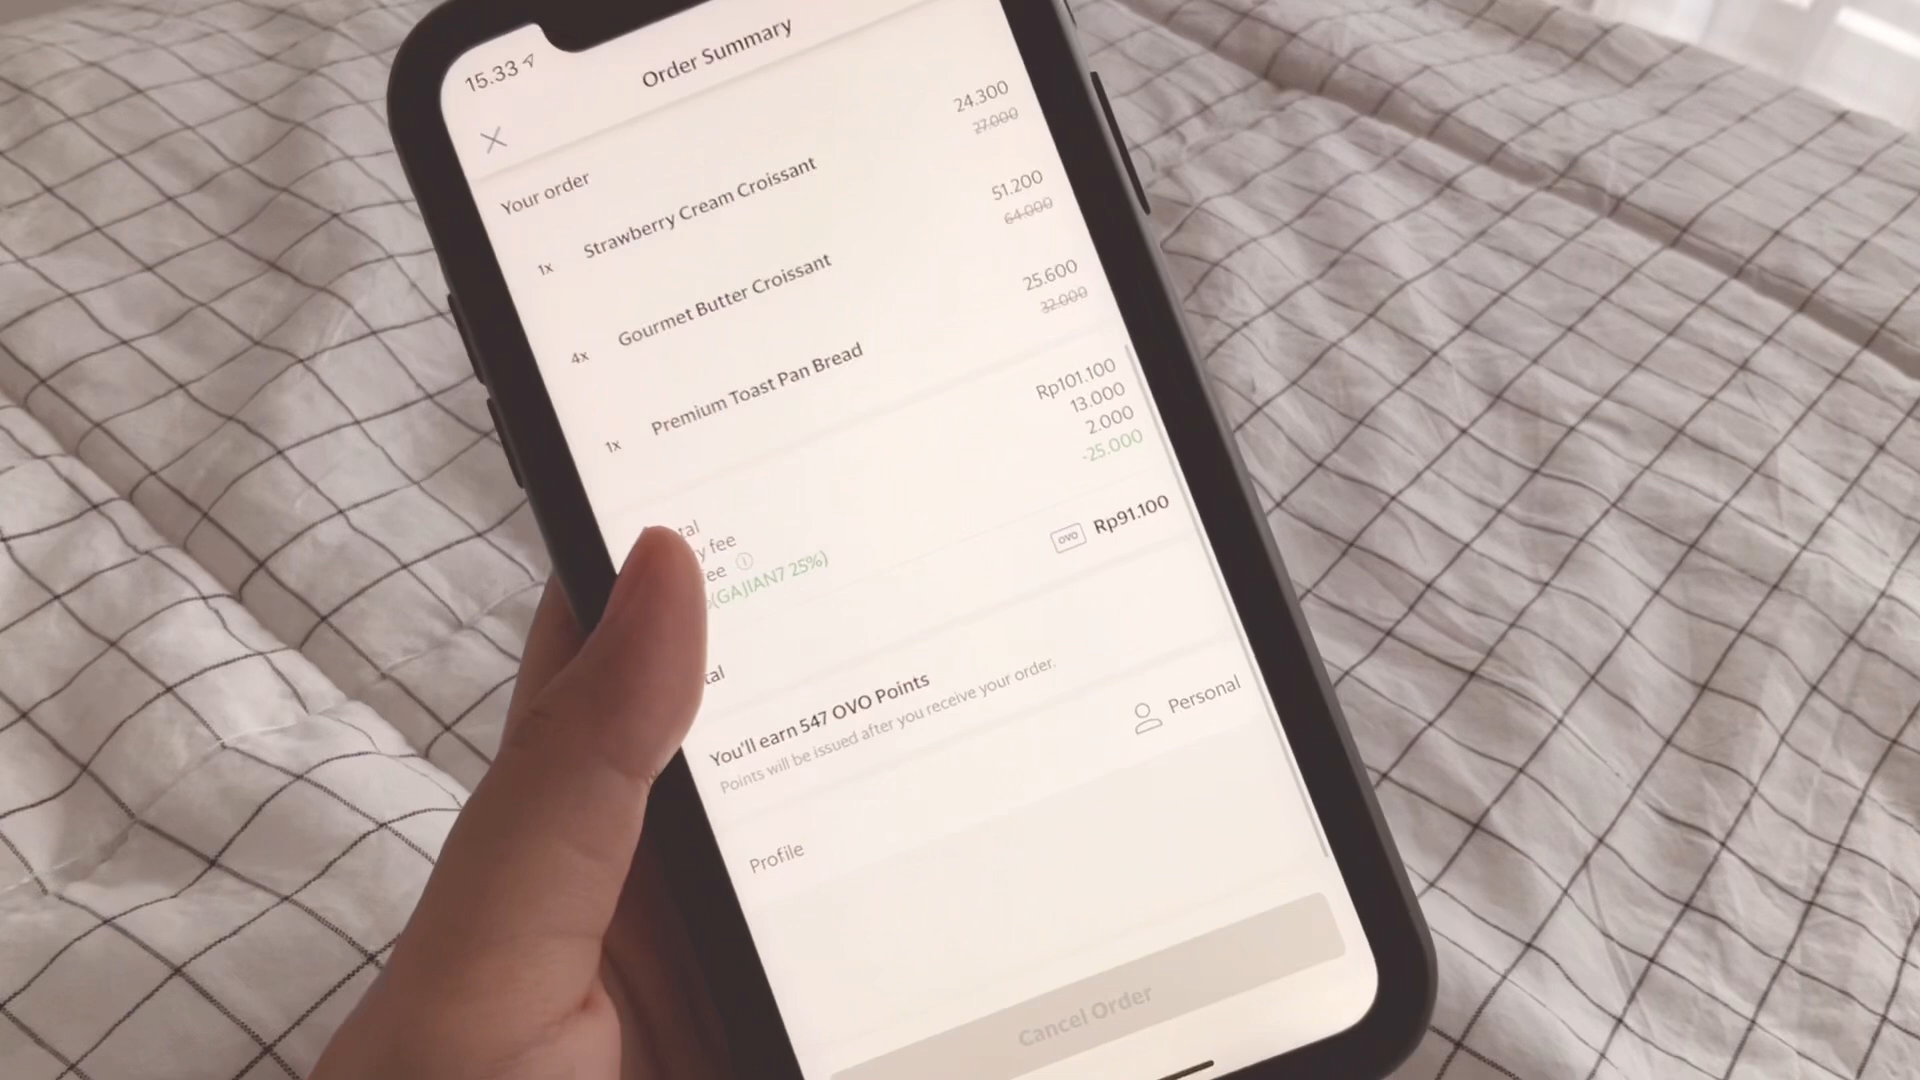 15.33
Order Summary
Your order
1x Strawberry Cream Croissant 24.300
27.000
4x Gourmet Butter Croissant 51.200
64.000
1x Premium Toast Pan Bread 25.600
32.000
tal Rp101.100
y fee 13.000
fee 2.000
(GAJIAN7 25%) -25.000
tal OVO Rp91.100
You'll earn 547 OVO Points
Points will be issued after you receive your order.
Profile Personal
Cancel Order